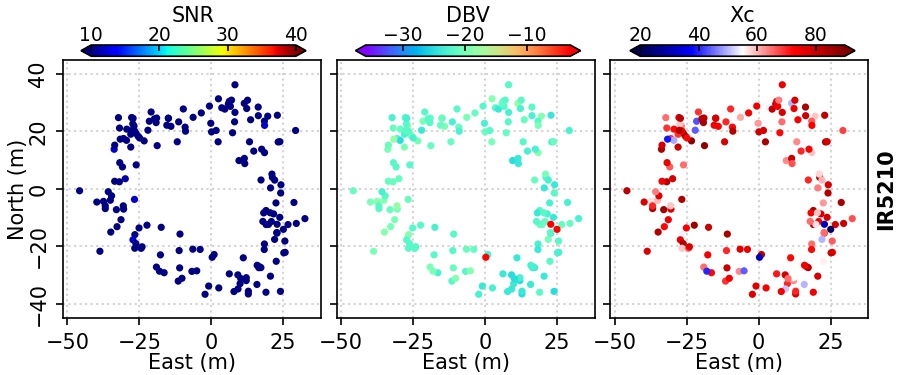 SNR DBV Xc
10 20 30 40 −30 −20 −10 20 40 60 80
40
20
0
−20
−40
North (m)
IR5210
−50 −25 0 25 −50 −25 0 25 −50 −25 0 25
East (m) East (m) East (m)